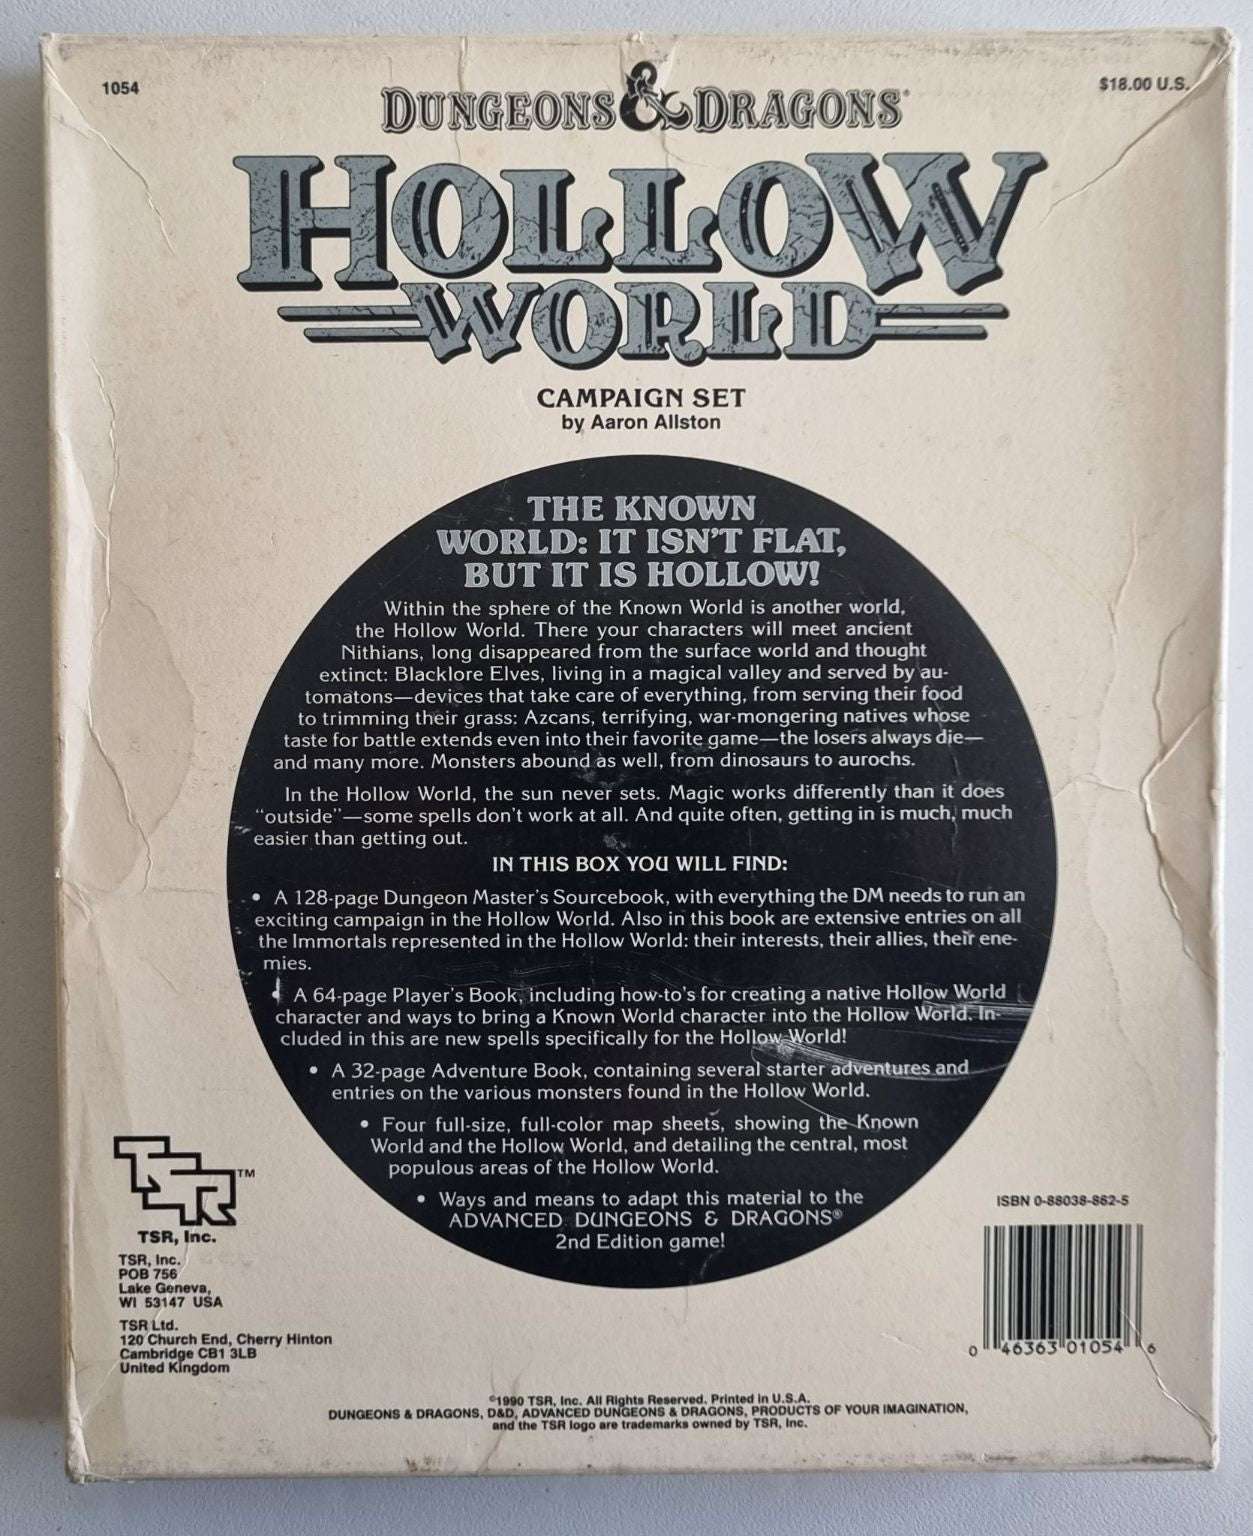 1054
$18.00 U.S.
DUNGEONS & DRAGONS®
HOLLOW
WORLD
CAMPAIGN SET
by Aaron Allston
THE KNOWN
WORLD: IT ISN'T FLAT,
BUT IT IS HOLLOW!
Within the sphere of the Known World is another world,
the Hollow World. There your characters will meet ancient
Nithians, long disappeared from the surface world and thought
extinct: Blacklore Elves, living in a magical valley and served by au-
tomatons—devices that take care of everything, from serving their food
to trimming their grass: Azcans, terrifying, war-mongering natives whose
taste for battle extends even into their favorite game—the losers always die—
and many more. Monsters abound as well, from dinosaurs to aurochs.
In the Hollow World, the sun never sets. Magic works differently than it does
"outside"—some spells don't work at all. And quite often, getting in is much, much
easier than getting out.
IN THIS BOX YOU WILL FIND:
• A 128-page Dungeon Master's Sourcebook, with everything the DM needs to run an
exciting campaign in the Hollow World. Also in this book are extensive entries on all
the Immortals represented in the Hollow World: their interests, their allies, their ene-
mies.
• A 64-page Player's Book, including how-to's for creating a native Hollow World
character and ways to bring a Known World character into the Hollow World. In-
cluded in this are new spells specifically for the Hollow World!
• A 32-page Adventure Book, containing several starter adventures and
entries on the various monsters found in the Hollow World.
• Four full-size, full-color map sheets, showing the Known
World and the Hollow World, and detailing the central, most
populous areas of the Hollow World.
• Ways and means to adapt this material to the
ADVANCED DUNGEONS & DRAGONS®
2nd Edition game!
TSR™
TSR, Inc.
TSR, Inc.
POB 756
Lake Geneva,
WI 53147 USA
TSR Ltd.
120 Church End, Cherry Hinton
Cambridge CB1 3LB
United Kingdom
ISBN 0-88038-862-5
0 46363 01054 6
©1990 TSR, Inc. All Rights Reserved. Printed in U.S.A.
DUNGEONS & DRAGONS, D&D, ADVANCED DUNGEONS & DRAGONS, PRODUCTS OF YOUR IMAGINATION,
and the TSR logo are trademarks owned by TSR, Inc.